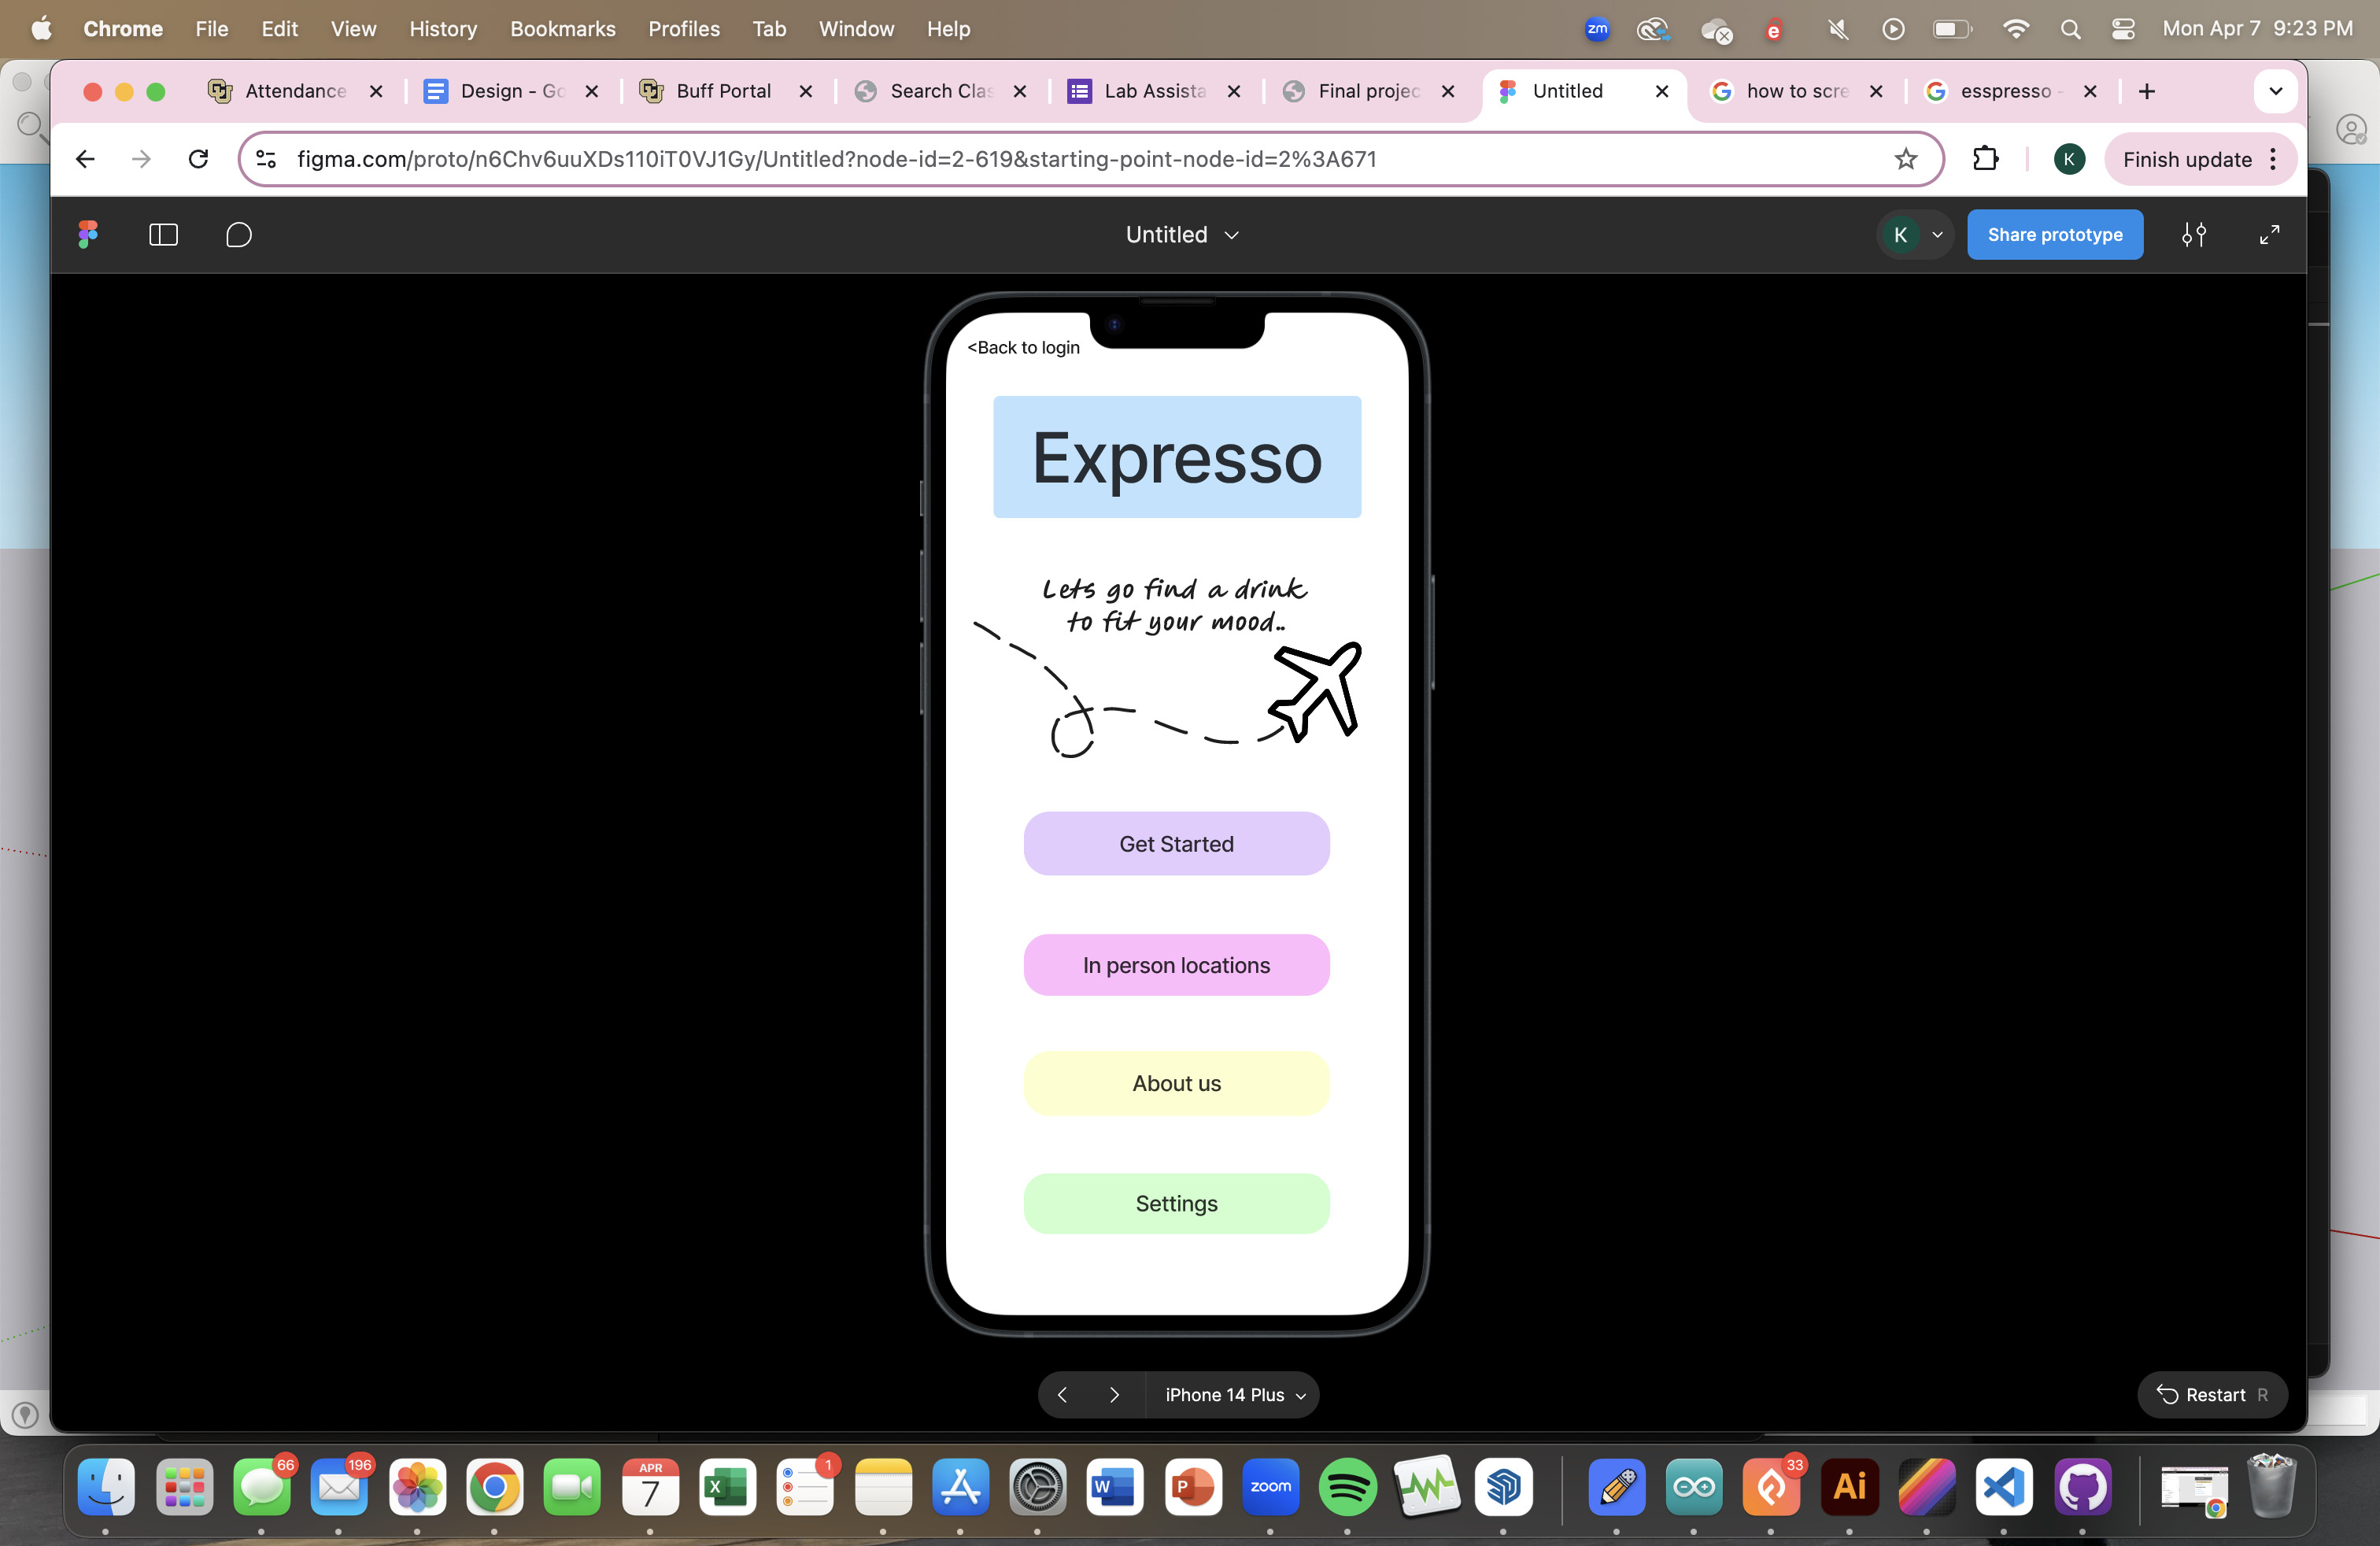 Chrome File Edit View History Bookmarks Profiles Tab Window Help zm e Mon Apr 7 9:23 PM
Attendance Design - Go Buff Portal Search Clas Lab Assista Final projec Untitled how to scre esspresso -
figma.com/proto/n6Chv6uuXDs110iT0VJ1Gy/Untitled?node-id=2-619&starting-point-node-id=2%3A671 K Finish update
Untitled K Share prototype
<Back to login
Expresso
Lets go find a drink
to fit your mood..
Get Started
In person locations
About us
Settings
iPhone 14 Plus Restart R
66 196 APR 7 X 1 W P zoom 33 Ai